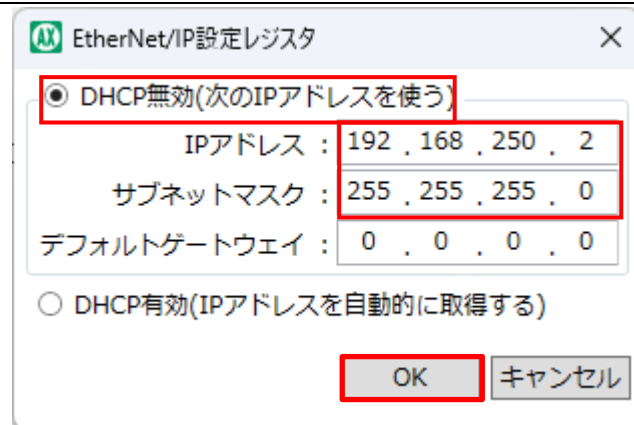 AX EtherNet/IP設定レジスタ
DHCP無効(次のIPアドレスを使う)
IPアドレス : 192 . 168 . 250 . 2
サブネットマスク : 255 . 255 . 255 . 0
デフォルトゲートウェイ : 0 . 0 . 0 . 0
DHCP有効(IPアドレスを自動的に取得する)
OK キャンセル